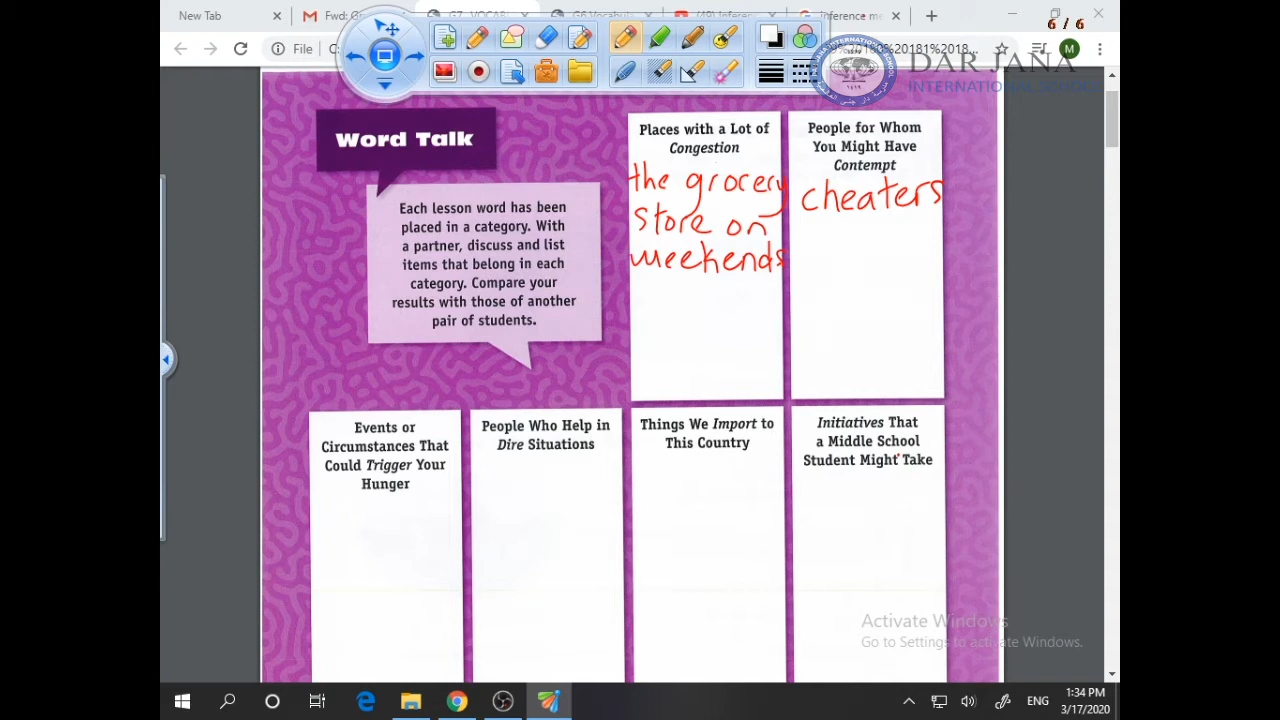 New Tab
Fwd: G
6 / 6
File
M
DAR JANA
INTERNATIONAL SCHOOL
Word Talk
Each lesson word has been
placed in a category. With
a partner, discuss and list
items that belong in each
category. Compare your
results with those of another
pair of students.
Places with a Lot of
Congestion
the grocery
store on
weekends
People for Whom
You Might Have
Contempt
cheaters
Events or
Circumstances That
Could Trigger Your
Hunger
People Who Help in
Dire Situations
Things We Import to
This Country
Initiatives That
a Middle School
Student Might Take
Activate Windows
Go to Settings to activate Windows.
ENG
1:34 PM
3/17/2020